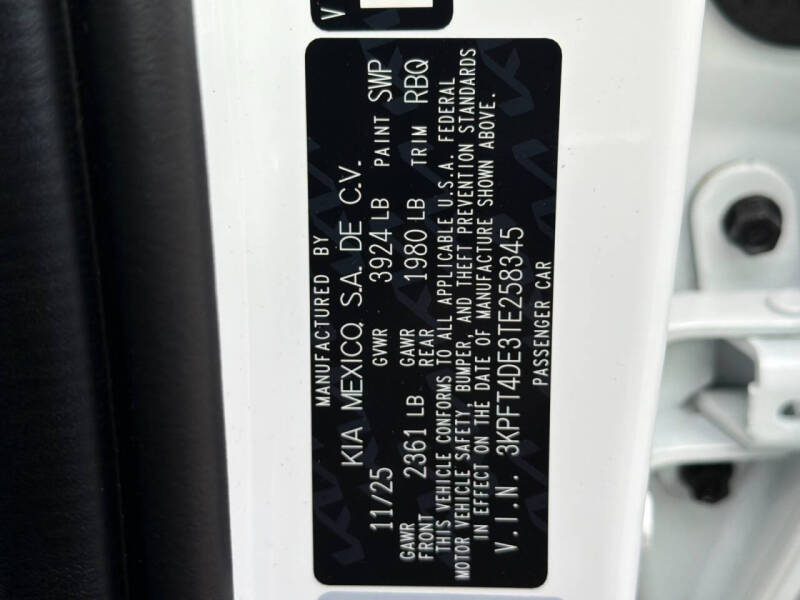 V
MANUFACTURED BY
KIA MEXICO, S.A. DE C.V.
11/25 GVWR 3924 LB PAINT SWP
GAWR FRONT 2361 LB GAWR REAR 1980 LB TRIM RBQ
THIS VEHICLE CONFORMS TO ALL APPLICABLE U.S.A. FEDERAL
MOTOR VEHICLE SAFETY, BUMPER, AND THEFT PREVENTION STANDARDS
IN EFFECT ON THE DATE OF MANUFACTURE SHOWN ABOVE.
V.I.N. 3KPFT4DE3TE258345
PASSENGER CAR